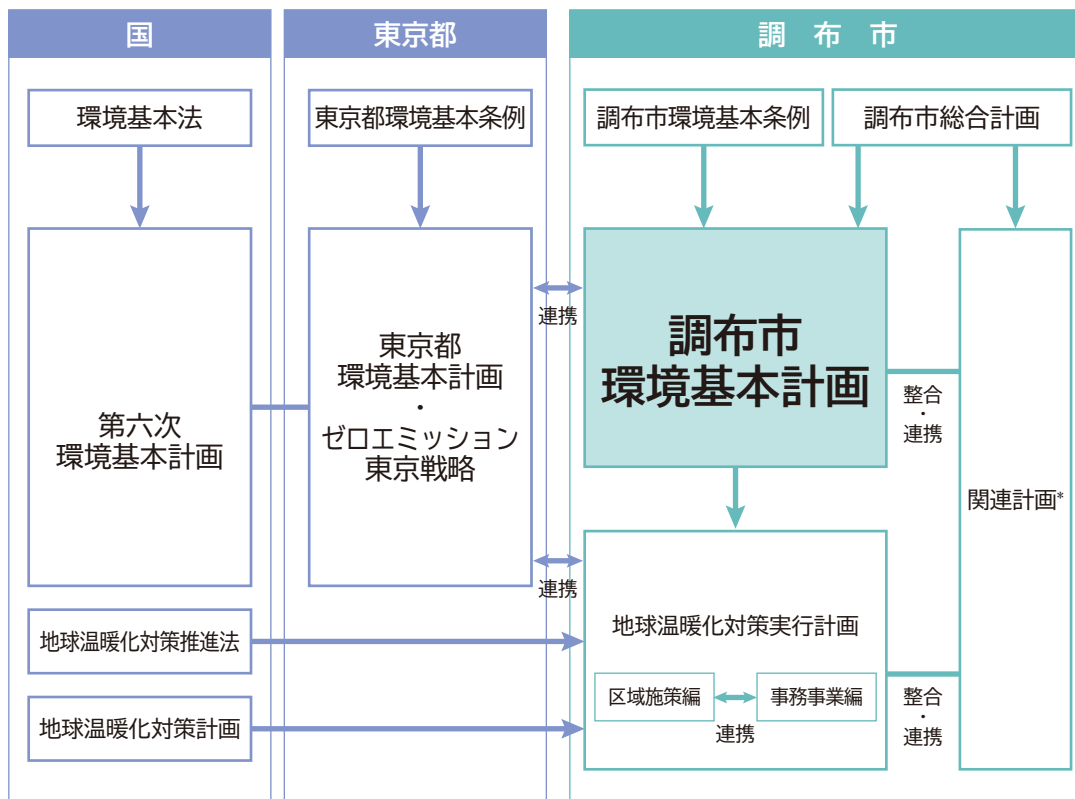 国
東京都
調布市
環境基本法
東京都環境基本条例
調布市環境基本条例
調布市総合計画
第六次
環境基本計画
東京都
環境基本計画
・
ゼロエミッション
東京戦略
連携
調布市
環境基本計画
整合
・
連携
関連計画*
連携
地球温暖化対策推進法
地球温暖化対策計画
地球温暖化対策実行計画
区域施策編
事務事業編
連携
整合
・
連携